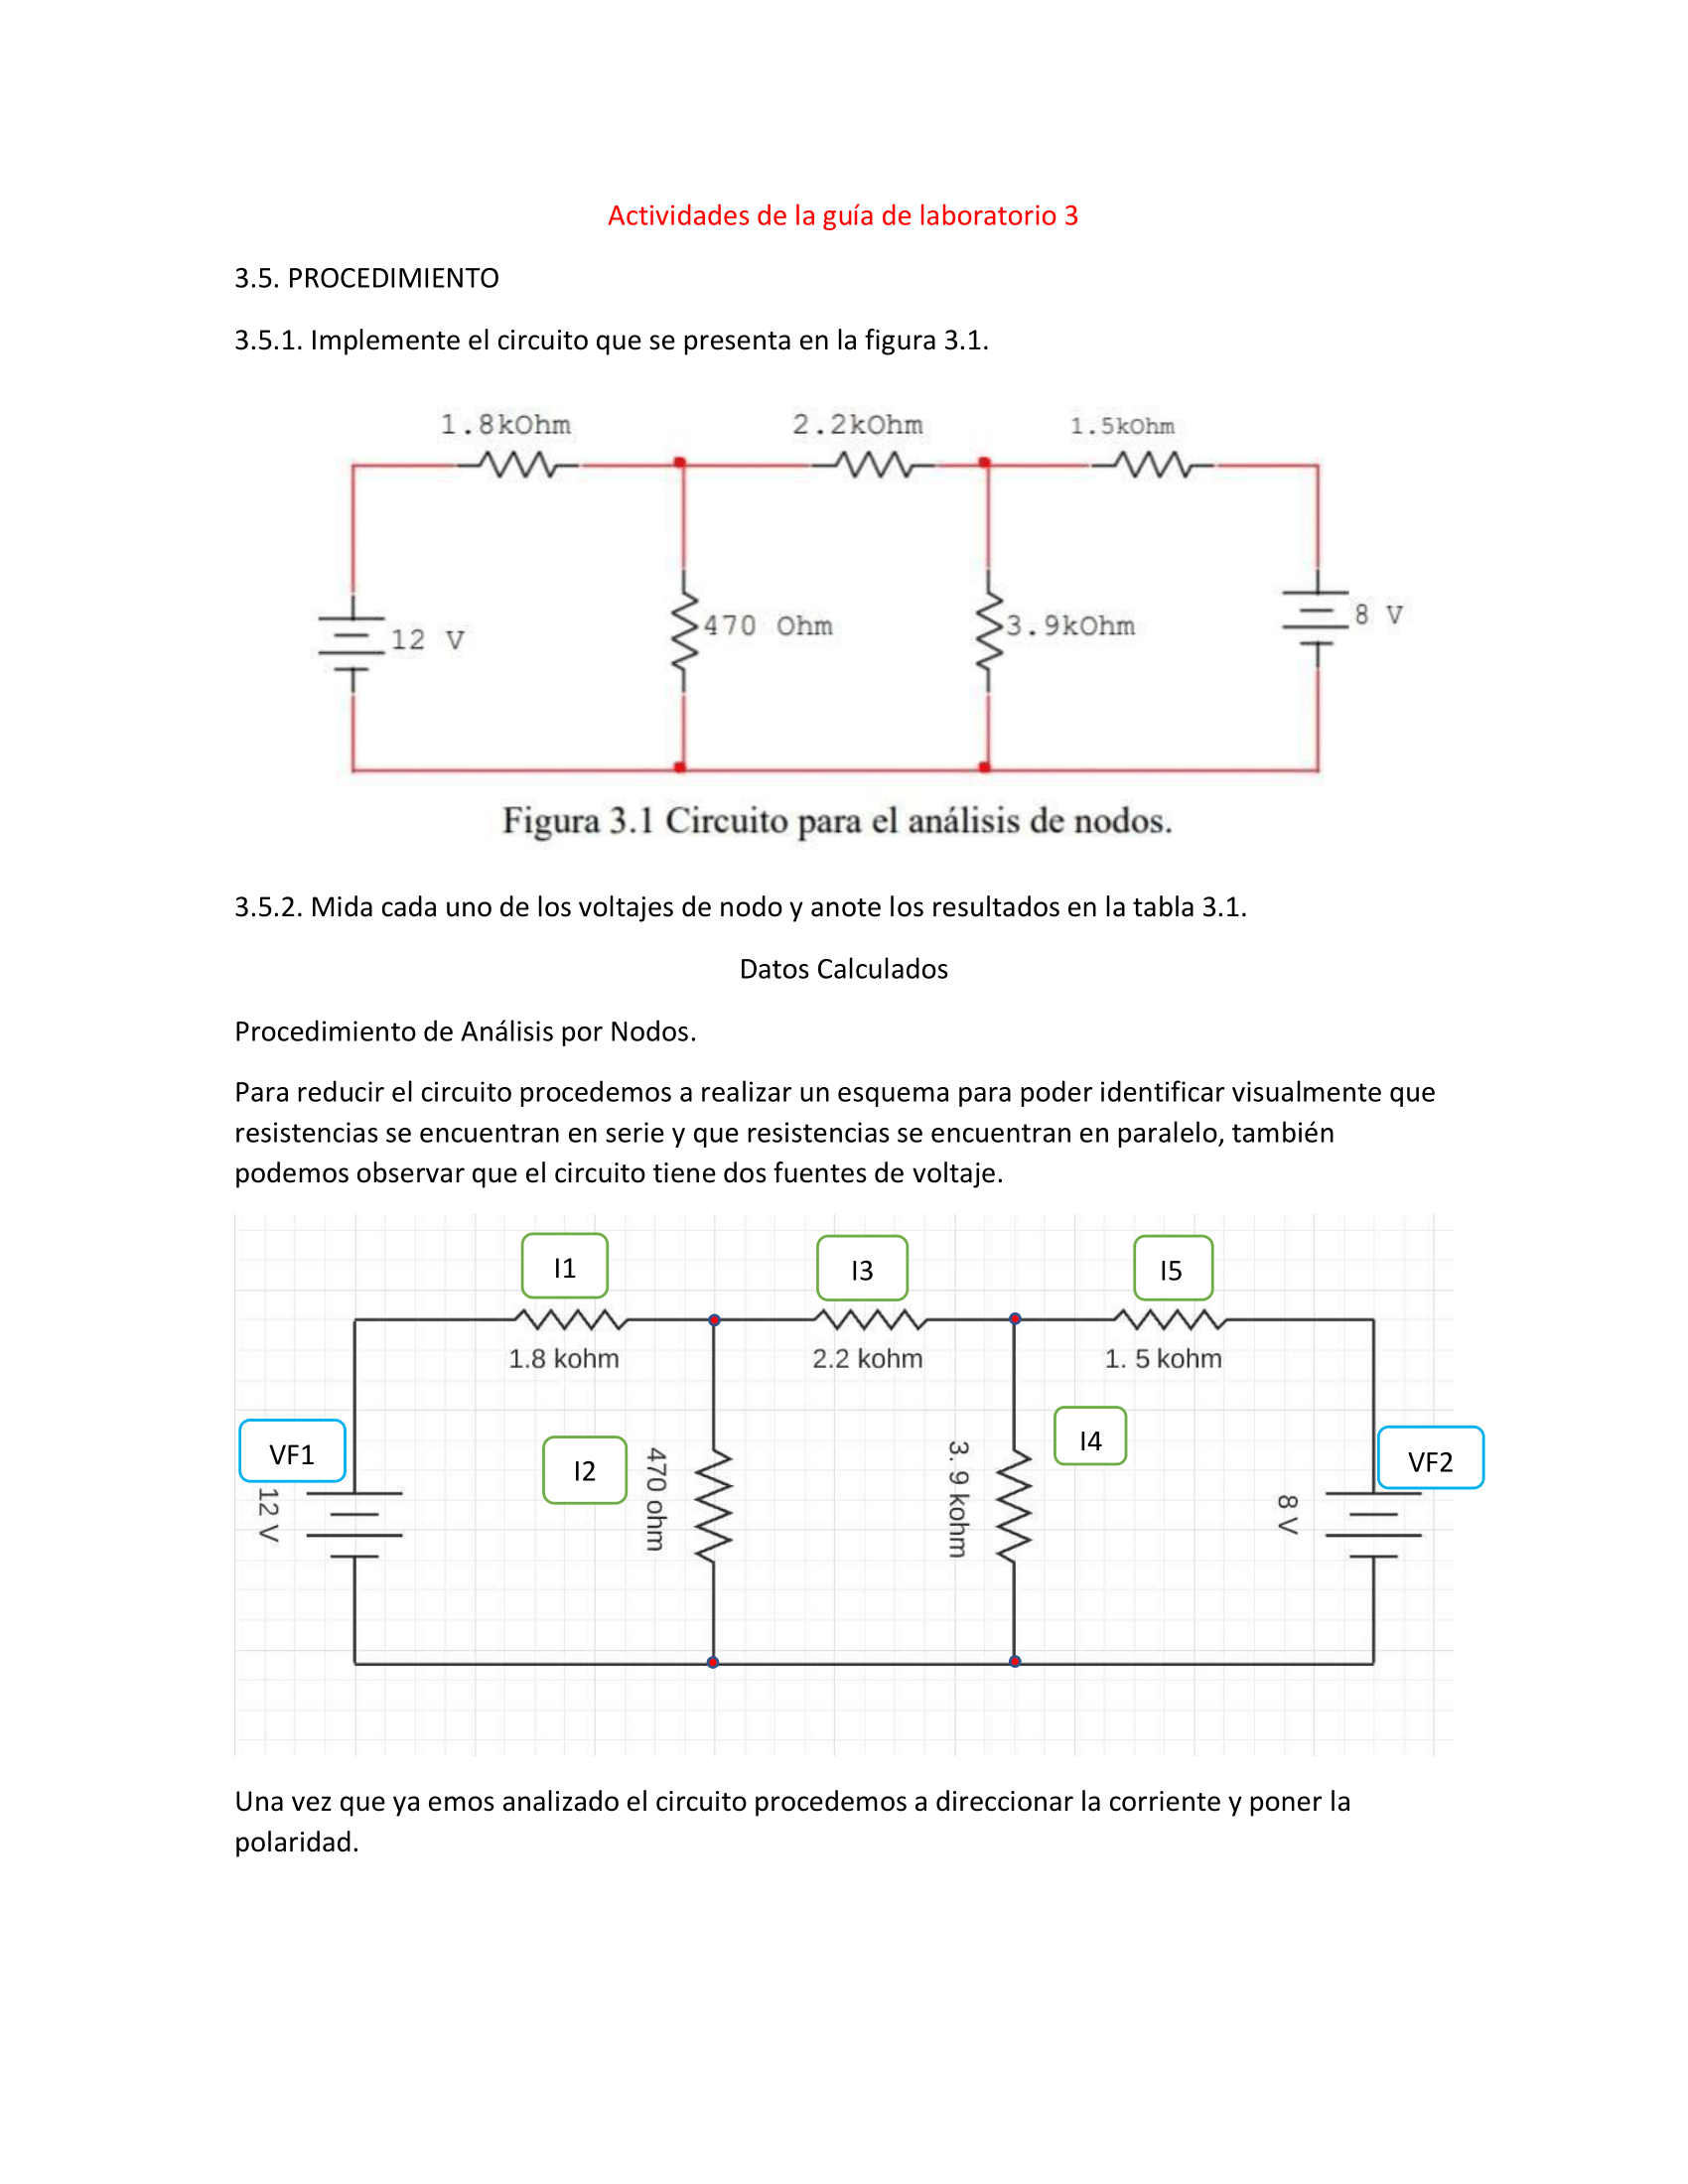 Actividades de la guía de laboratorio 3
3.5. PROCEDIMIENTO
3.5.1. Implemente el circuito que se presenta en la figura 3.1.
1.8kOhm
2.2kOhm
1.5kOhm
12 V
470 Ohm
3.9kOhm
8 V
Figura 3.1 Circuito para el análisis de nodos.
3.5.2. Mida cada uno de los voltajes de nodo y anote los resultados en la tabla 3.1.
Datos Calculados
Procedimiento de Análisis por Nodos.
Para reducir el circuito procedemos a realizar un esquema para poder identificar visualmente que
resistencias se encuentran en serie y que resistencias se encuentran en paralelo, también
podemos observar que el circuito tiene dos fuentes de voltaje.
I1
I3
I5
1.8 kohm
2.2 kohm
1. 5 kohm
VF1
12 V
I2
470 ohm
3. 9 kohm
I4
8 V
VF2
Una vez que ya emos analizado el circuito procedemos a direccionar la corriente y poner la
polaridad.